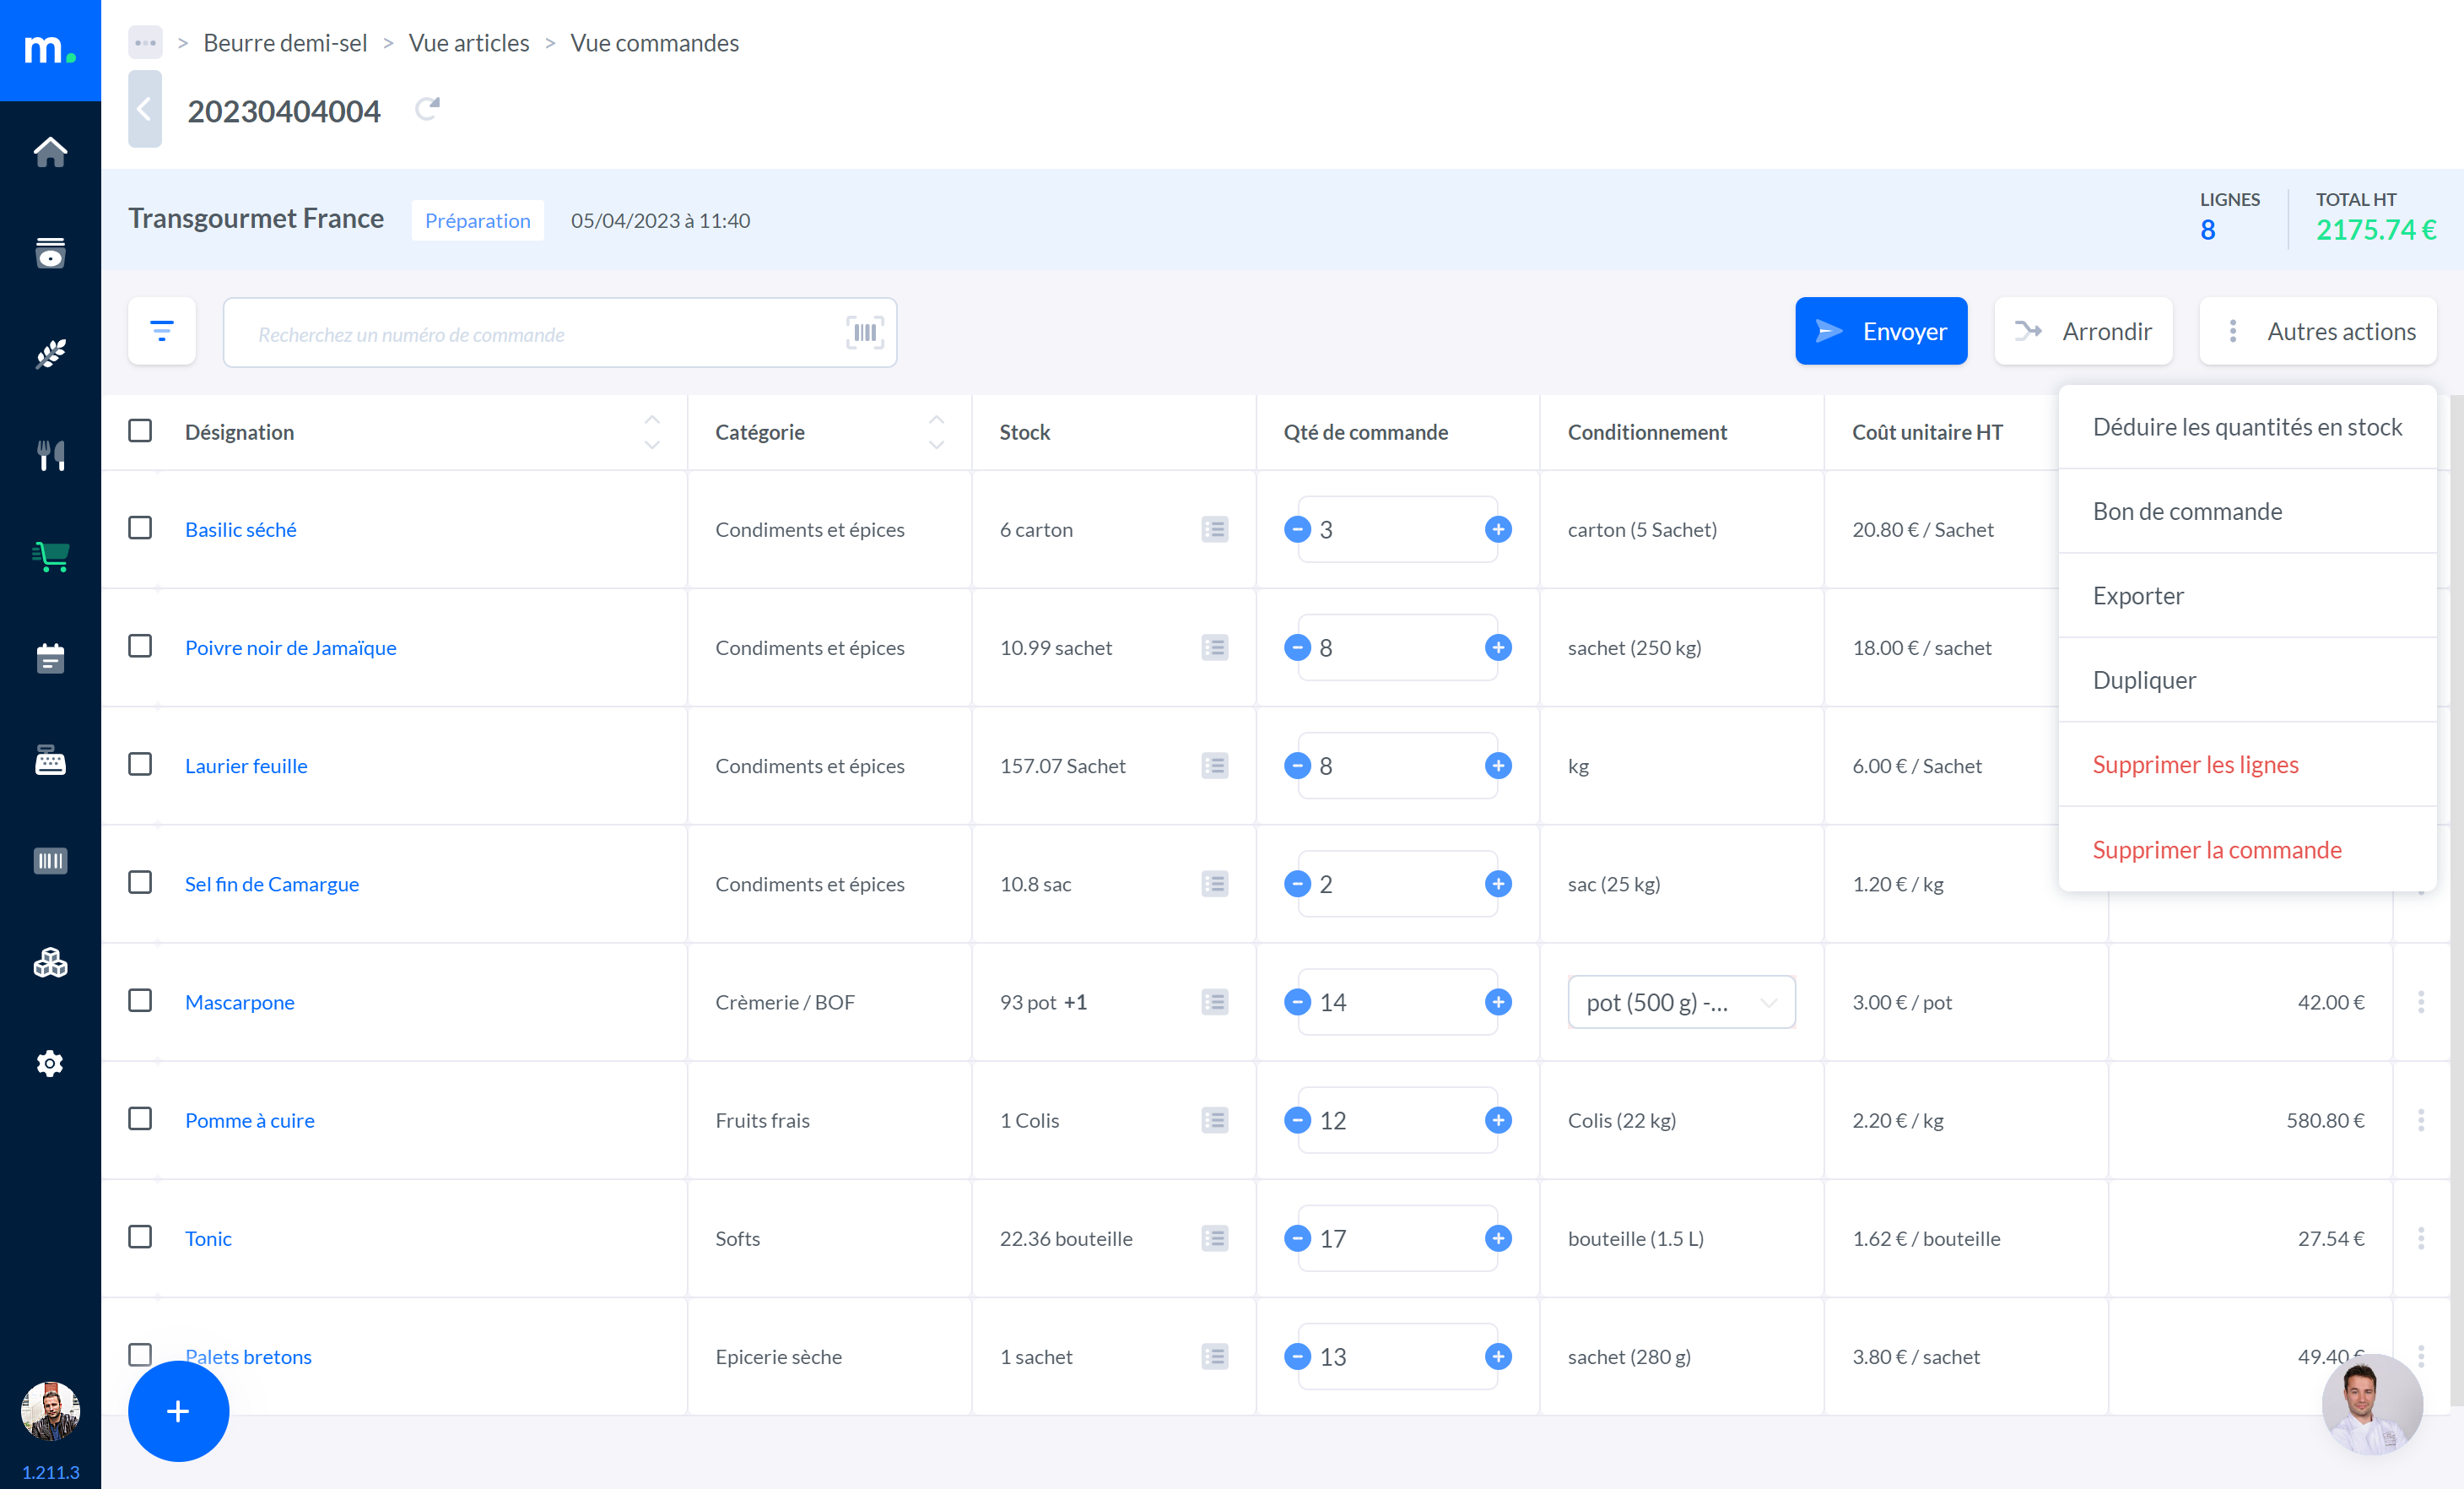 m.
> Beurre demi-sel > Vue articles > Vue commandes
20230404004
Transgourmet France Préparation 05/04/2023 à 11:40
LIGNES
8
TOTAL HT
2175.74 €
Recherchez un numéro de commande
Envoyer
Arrondir
Autres actions
Déduire les quantités en stock
Bon de commande
Exporter
Dupliquer
Supprimer les lignes
Supprimer la commande
Désignation Catégorie Stock Qté de commande Conditionnement Coût unitaire HT
Basilic séché Condiments et épices 6 carton - 3 + carton (5 Sachet) 20.80 € / Sachet
Poivre noir de Jamaïque Condiments et épices 10.99 sachet - 8 + sachet (250 kg) 18.00 € / sachet
Laurier feuille Condiments et épices 157.07 Sachet - 8 + kg 6.00 € / Sachet
Sel fin de Camargue Condiments et épices 10.8 sac - 2 + sac (25 kg) 1.20 € / kg
Mascarpone Crèmerie / BOF 93 pot +1 - 14 + pot (500 g) -... 3.00 € / pot 42.00 €
Pomme à cuire Fruits frais 1 Colis - 12 + Colis (22 kg) 2.20 € / kg 580.80 €
Tonic Softs 22.36 bouteille - 17 + bouteille (1.5 L) 1.62 € / bouteille 27.54 €
Palets bretons Epicerie sèche 1 sachet - 13 + sachet (280 g) 3.80 € / sachet 49.40 €
+
1.211.3